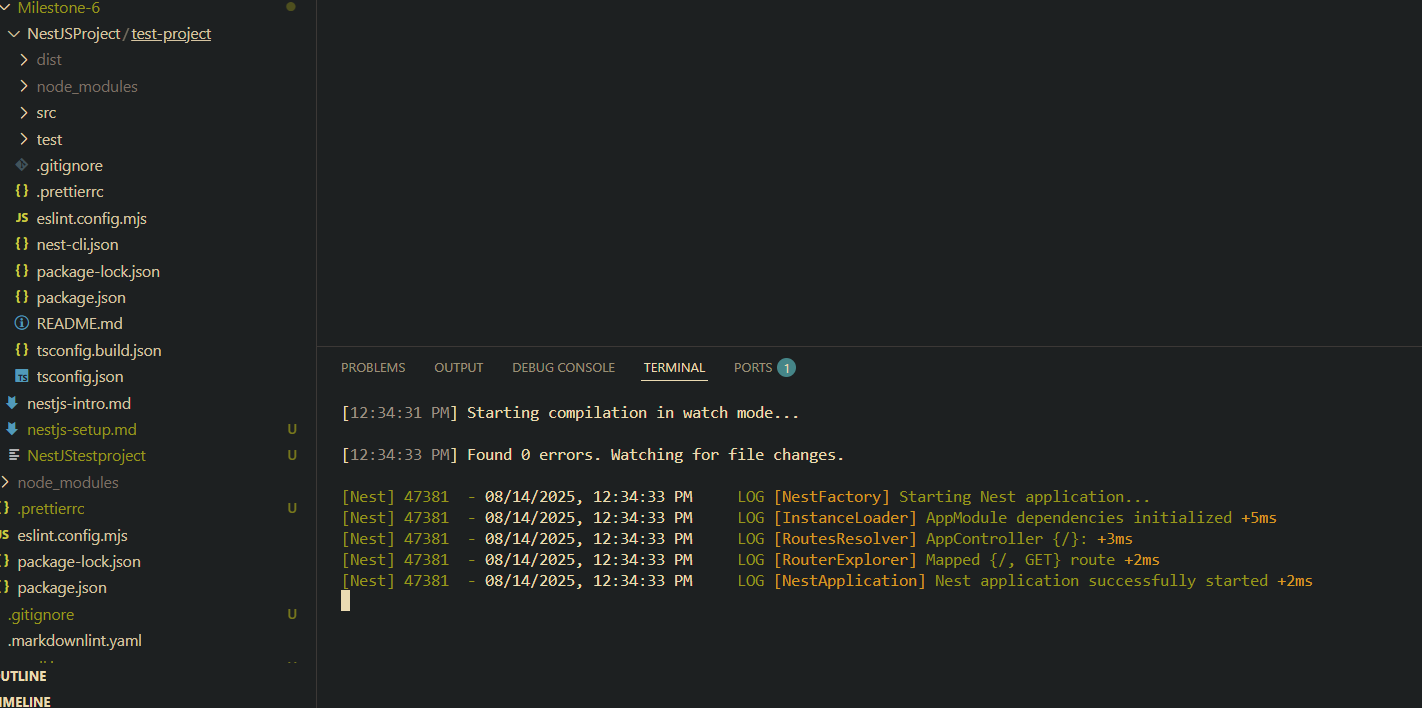 Milestone-6
NestJSProject / test-project
dist
node_modules
src
test
.gitignore
{} .prettierrc
JS eslint.config.mjs
{} nest-cli.json
{} package-lock.json
{} package.json
README.md
{} tsconfig.build.json
TS tsconfig.json
nestjs-intro.md
nestjs-setup.md U
NestJStestproject U
node_modules
.prettierrc U
eslint.config.mjs
package-lock.json
package.json
.gitignore U
.markdownlint.yaml
UTLINE
IMELINE
PROBLEMS OUTPUT DEBUG CONSOLE TERMINAL PORTS 1
[12:34:31 PM] Starting compilation in watch mode...
[12:34:33 PM] Found 0 errors. Watching for file changes.
[Nest] 47381 - 08/14/2025, 12:34:33 PM LOG [NestFactory] Starting Nest application...
[Nest] 47381 - 08/14/2025, 12:34:33 PM LOG [InstanceLoader] AppModule dependencies initialized +5ms
[Nest] 47381 - 08/14/2025, 12:34:33 PM LOG [RoutesResolver] AppController {/}: +3ms
[Nest] 47381 - 08/14/2025, 12:34:33 PM LOG [RouterExplorer] Mapped {/, GET} route +2ms
[Nest] 47381 - 08/14/2025, 12:34:33 PM LOG [NestApplication] Nest application successfully started +2ms